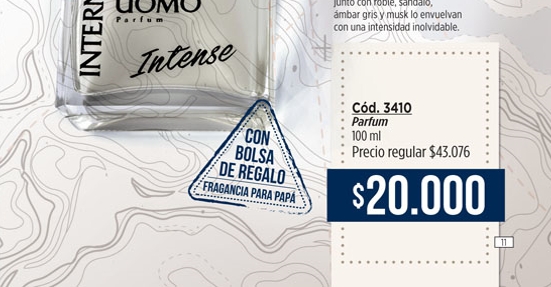 UOMO
Parfum
Intense
junto con roble, sándalo,
ámbar gris y musk lo envuelvan
con una intensidad inolvidable.
CON
BOLSA
DE REGALO
FRAGANCIA PARA PAPÁ
Cód. 3410
Parfum
100 ml
Precio regular $43.076
$20.000
11